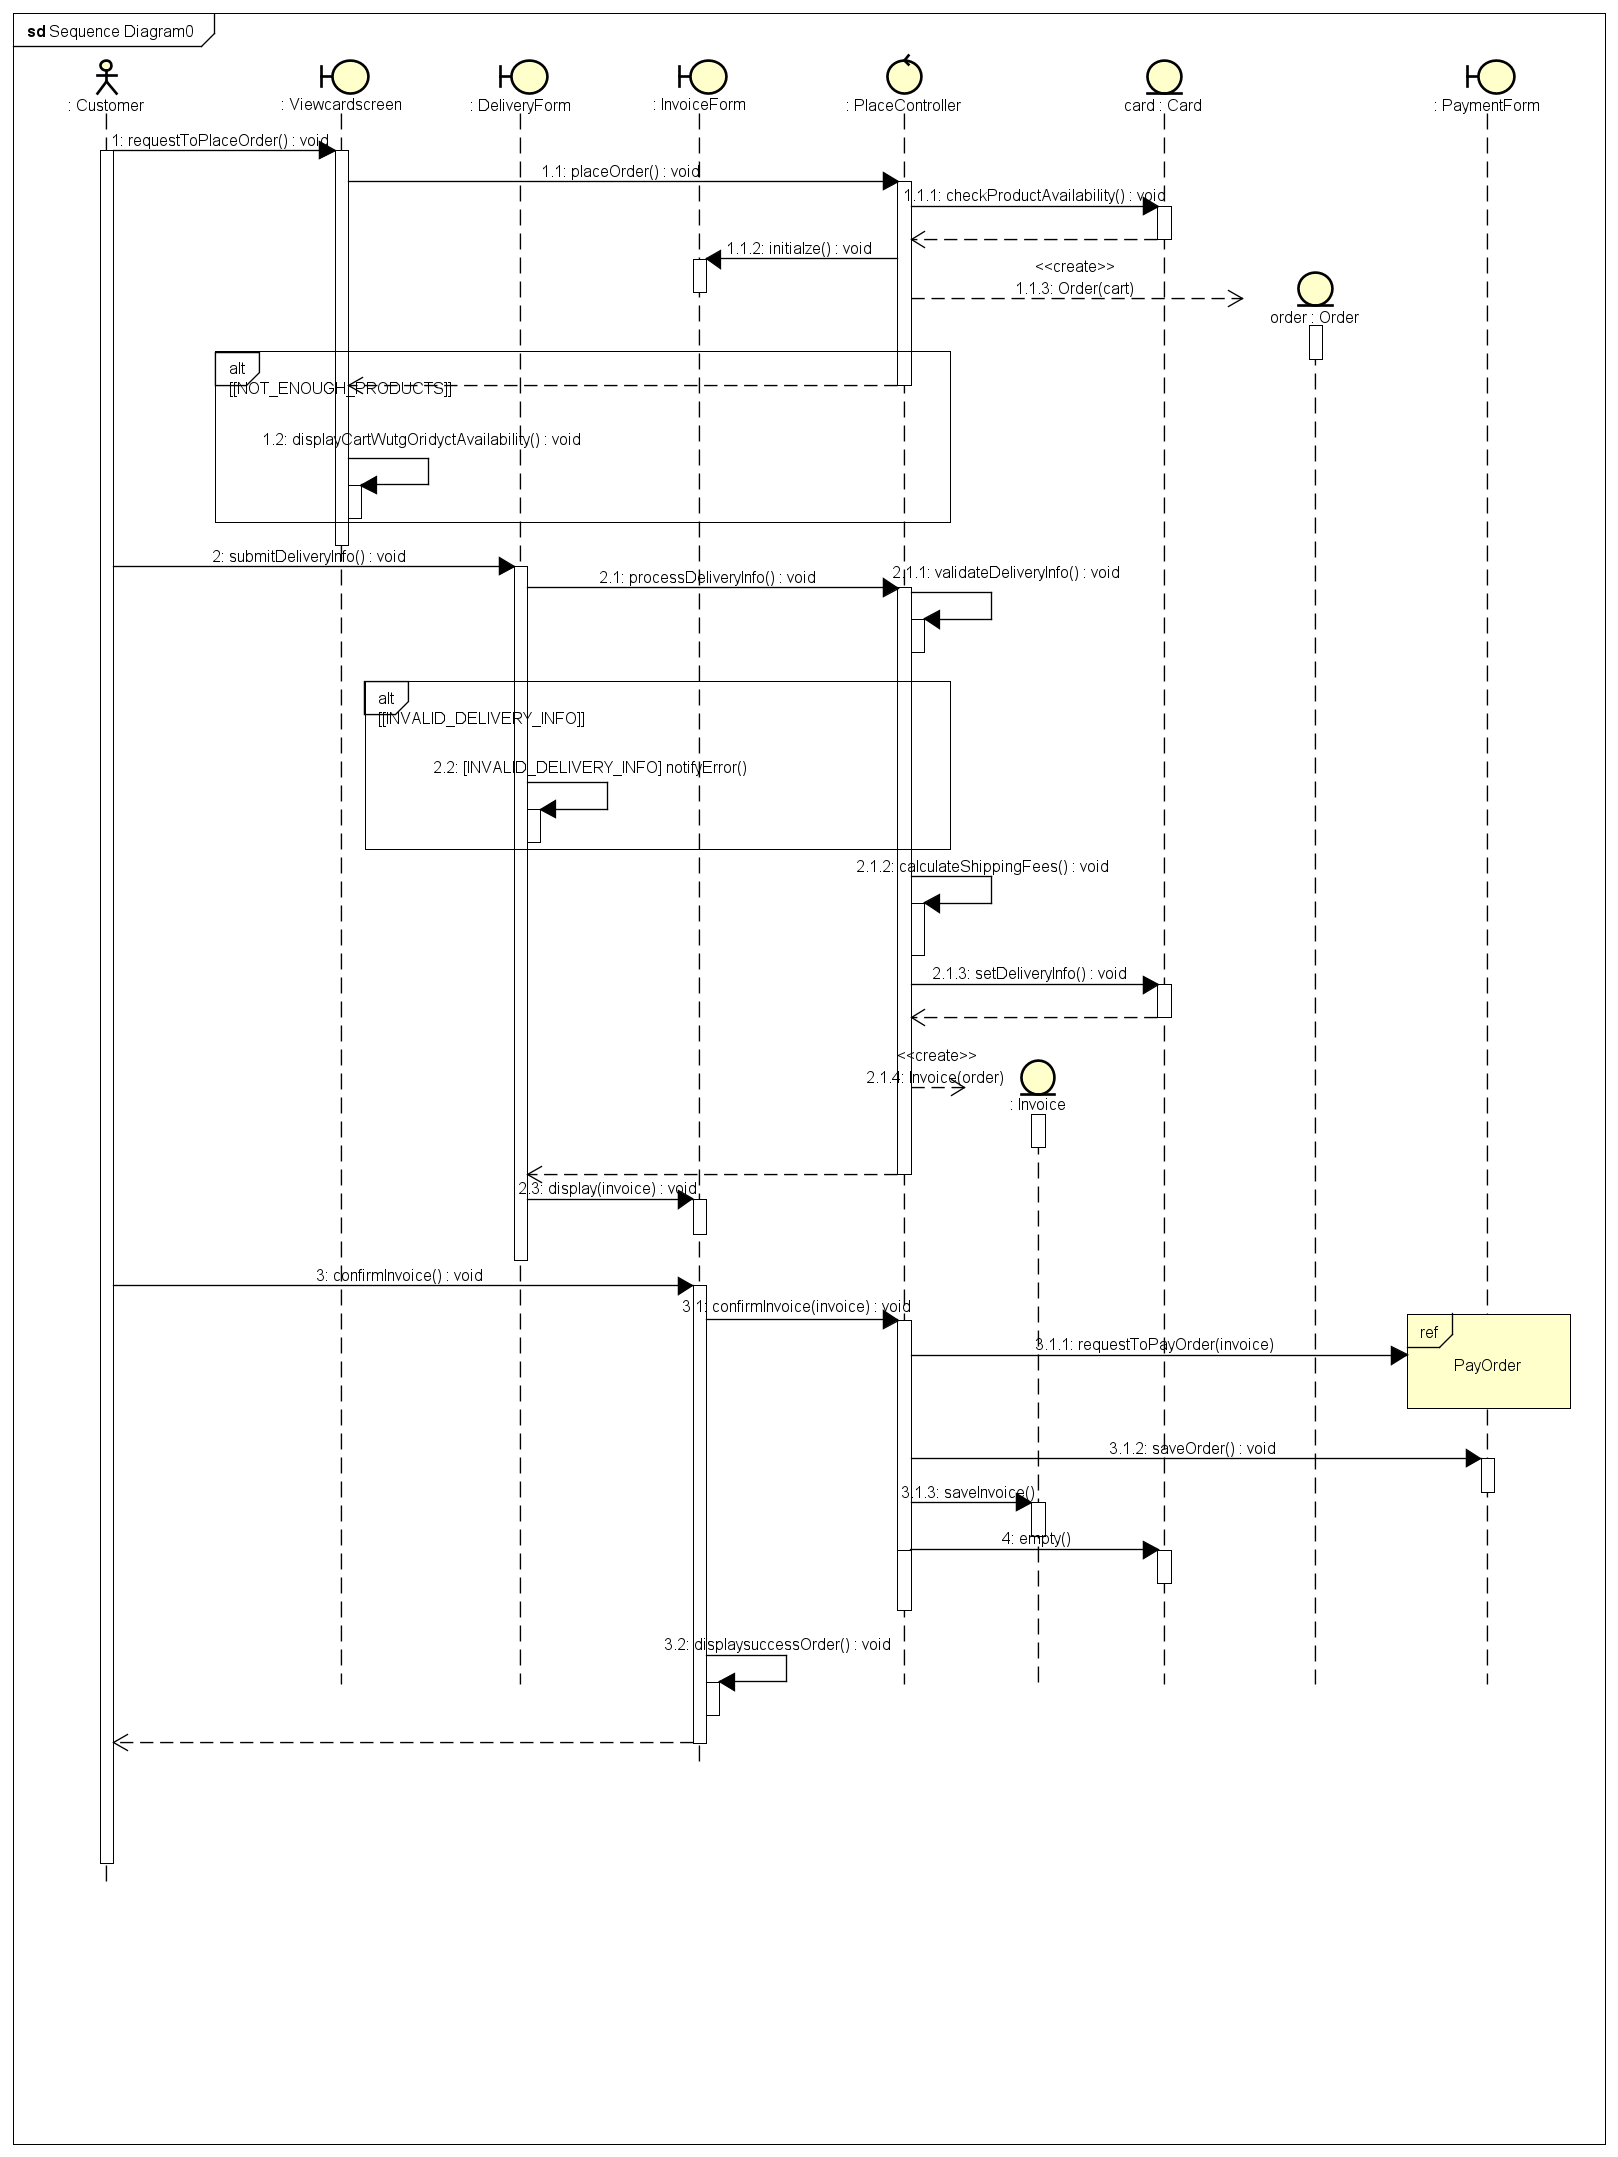 sd Sequence Diagram0
: Customer
: Viewcardscreen
: DeliveryForm
: InvoiceForm
: PlaceController
card : Card
: PaymentForm
1: requestToPlaceOrder() : void
1.1: placeOrder() : void
1.1.1: checkProductAvailability() : void
1.1.2: initialze() : void
<<create>>
1.1.3: Order(cart)
order : Order
alt
[[NOT_ENOUGH_PRODUCTS]]
1.2: displayCartWutgOridyctAvailability() : void
2: submitDeliveryInfo() : void
2.1: processDeliveryInfo() : void
2.1.1: validateDeliveryInfo() : void
alt
[[INVALID_DELIVERY_INFO]]
2.2: [INVALID_DELIVERY_INFO] notifyError()
2.1.2: calculateShippingFees() : void
2.1.3: setDeliveryInfo() : void
<<create>>
2.1.4: Invoice(order)
: Invoice
2.3: display(invoice) : void
3: confirmInvoice() : void
3.1: confirmInvoice(invoice) : void
ref
3.1.1: requestToPayOrder(invoice)
PayOrder
3.1.2: saveOrder() : void
3.1.3: saveInvoice()
4: empty()
3.2: displaysuccessOrder() : void